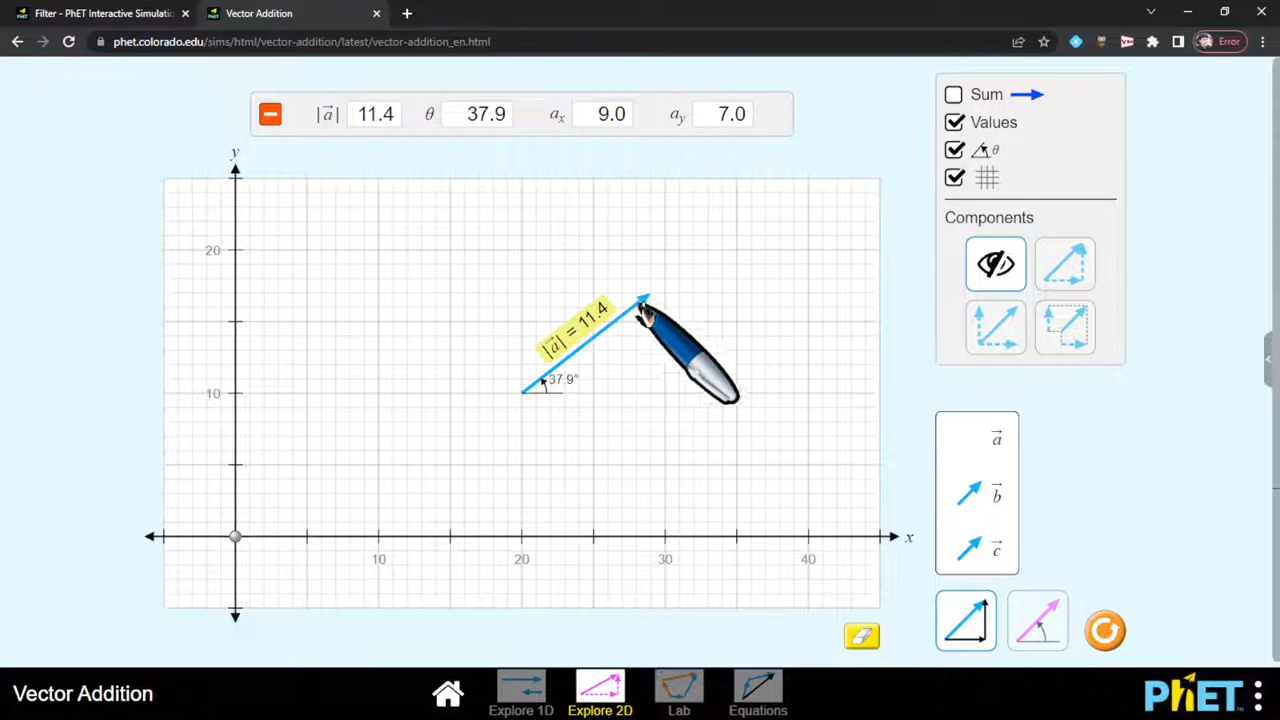 Filter - PhET Interactive Simulatio
Vector Addition
phet.colorado.edu/sims/html/vector-addition/latest/vector-addition_en.html
Error
|a⃗| 11.4 θ 37.9 aₓ 9.0 aᵧ 7.0
Sum
Values
θ
Components
y
20
10
|a⃗| = 11.4
37.9°
x
10 20 30 40
a⃗
b⃗
c⃗
Vector Addition
Explore 1D
Explore 2D
Lab
Equations
PhET